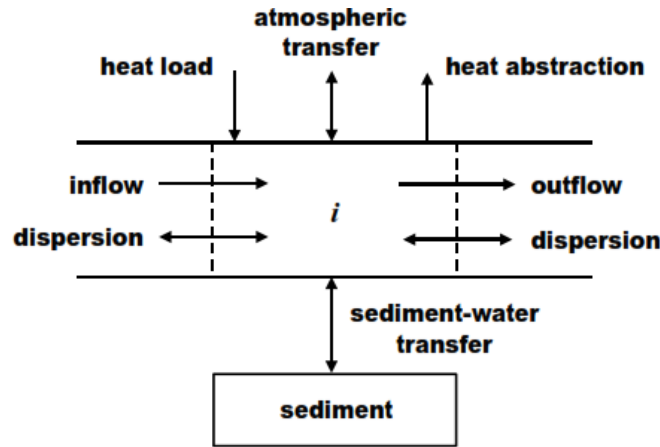 atmospheric
transfer
heat load
heat abstraction
inflow
outflow
i
dispersion
dispersion
sediment-water
transfer
sediment